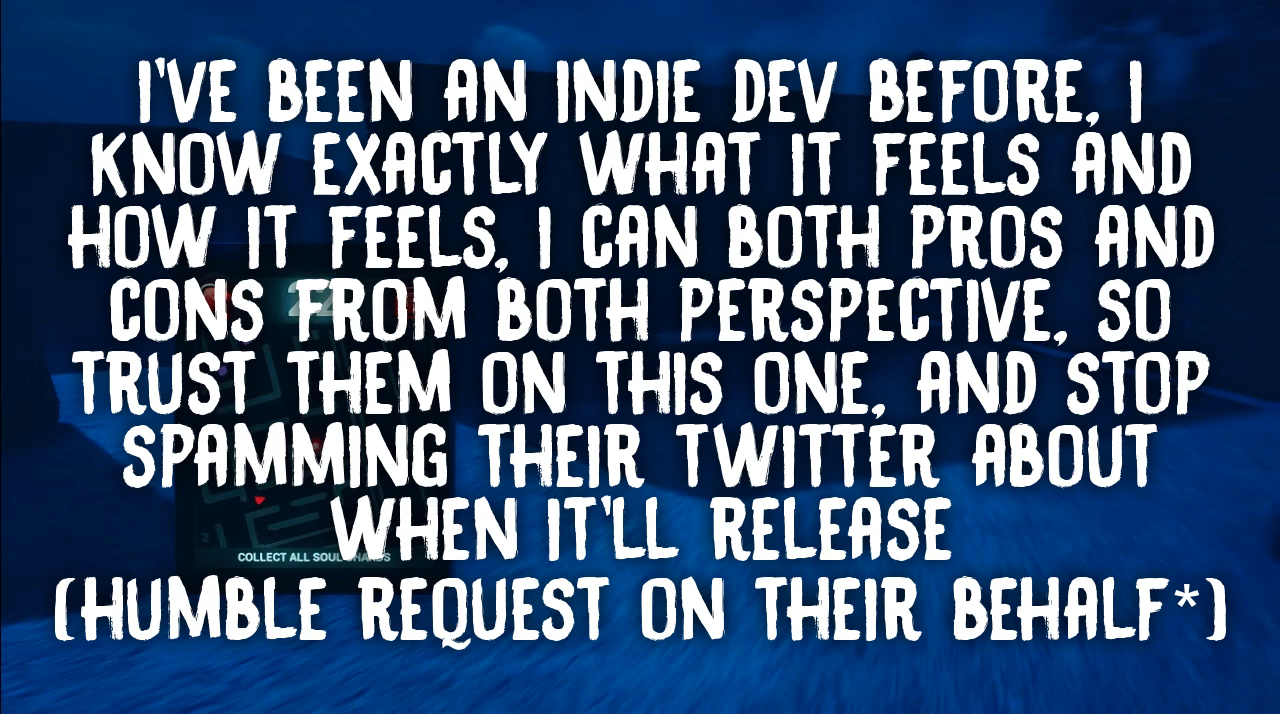 I'VE BEEN AN INDIE DEV BEFORE, I
KNOW EXACTLY WHAT IT FEELS AND
HOW IT FEELS, I CAN BOTH PROS AND
CONS FROM BOTH PERSPECTIVE, SO
TRUST THEM ON THIS ONE, AND STOP
SPAMMING THEIR TWITTER ABOUT
WHEN IT'LL RELEASE
COLLECT ALL SOUL SHARDS
(HUMBLE REQUEST ON THEIR BEHALF*)